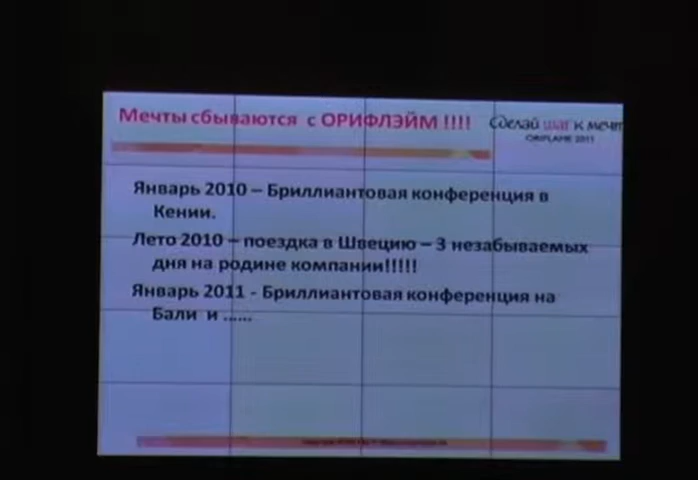 Мечты сбываются с ОРИФЛЭЙМ !!!!
Сделай шаг к мечт
ORIFLAME 2011
Январь 2010 – Бриллиантовая конференция в
Кении.
Лето 2010 – поездка в Швецию – 3 незабываемых
дня на родине компании!!!!!
Январь 2011 - Бриллиантовая конференция на
Бали и ......